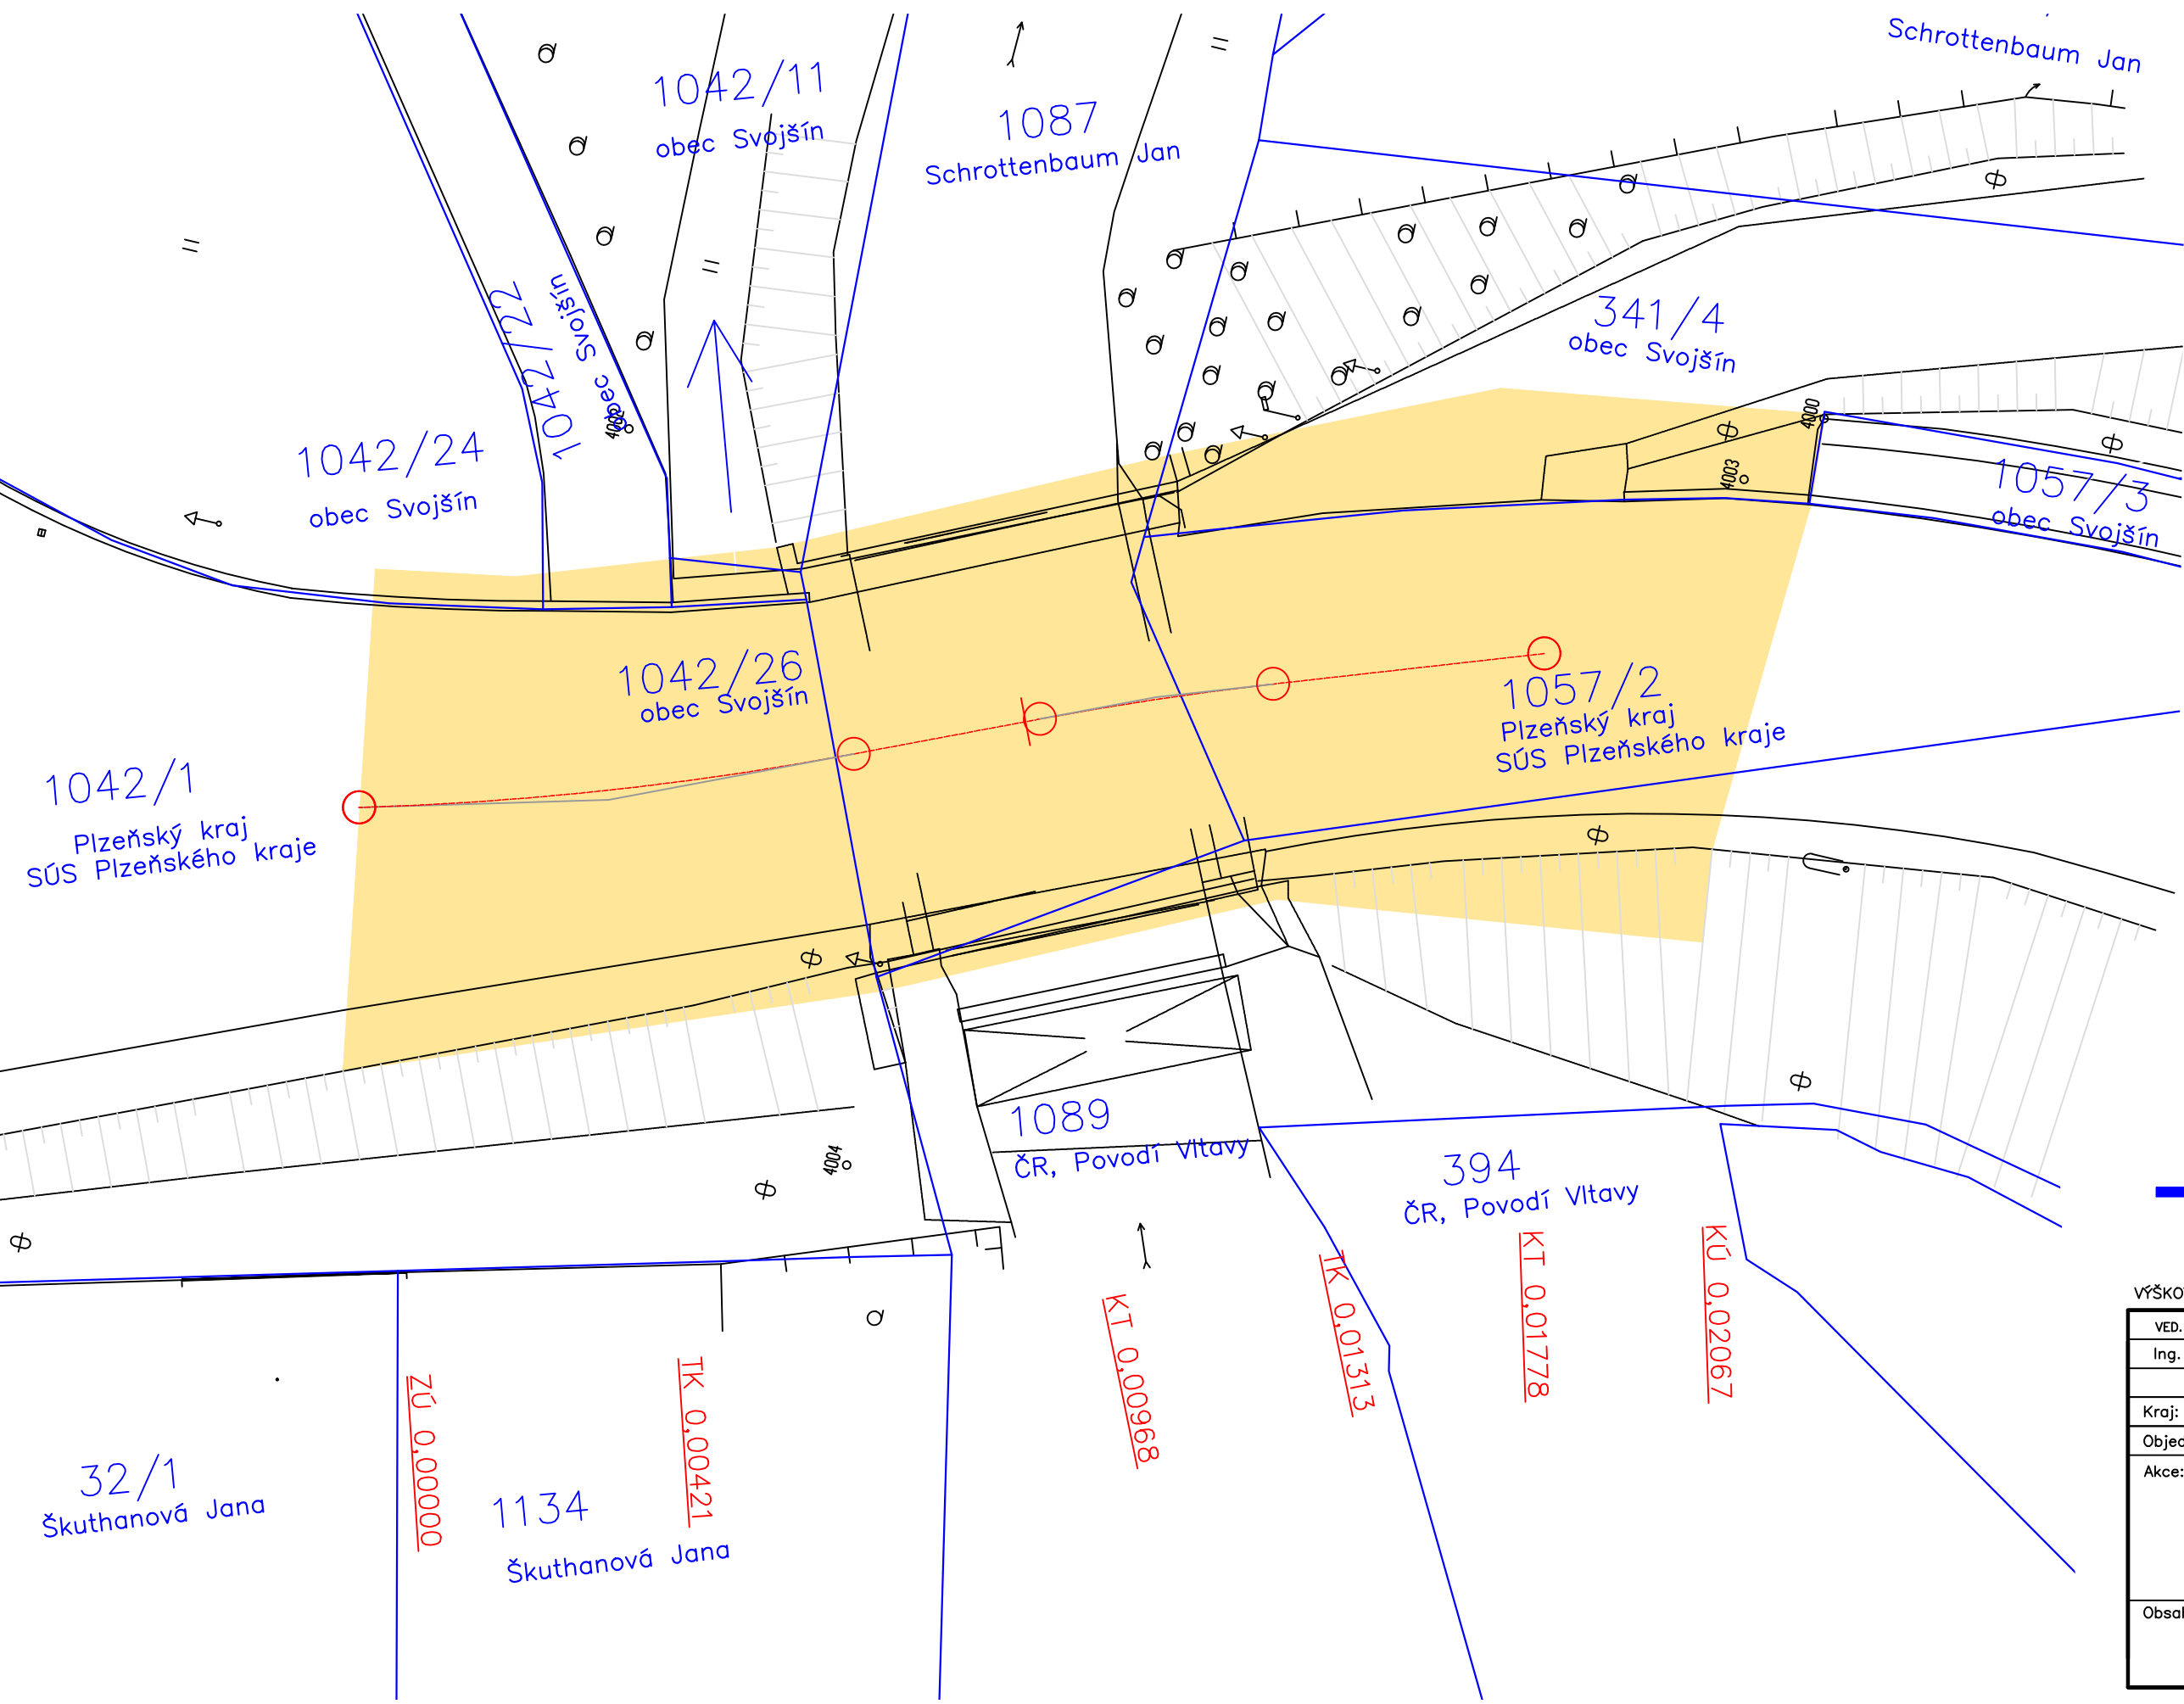 Schrottenbaum Jan
1042/11
obec Svojšín
1087
Schrottenbaum Jan
1042/22
obec Svojšín
4002
341/4
obec Svojšín
4000
4003
1042/24
obec Svojšín
1057/3
obec Svojšín
1042/26
obec Svojšín
1057/2
Plzeňský kraj
SÚS Plzeňského kraje
1042/1
Plzeňský kraj
SÚS Plzeňského kraje
1089
ČR, Povodí Vltavy
4004
394
ČR, Povodí Vltavy
ZÚ 0,00000
TK 0,00421
KT 0,00968
TK 0,01313
KT 0,01778
KÚ 0,02067
32/1
Škuthanová Jana
1134
Škuthanová Jana
VÝŠKO
VED.
Ing.
Kraj:
Objed
Akce:
Obsal